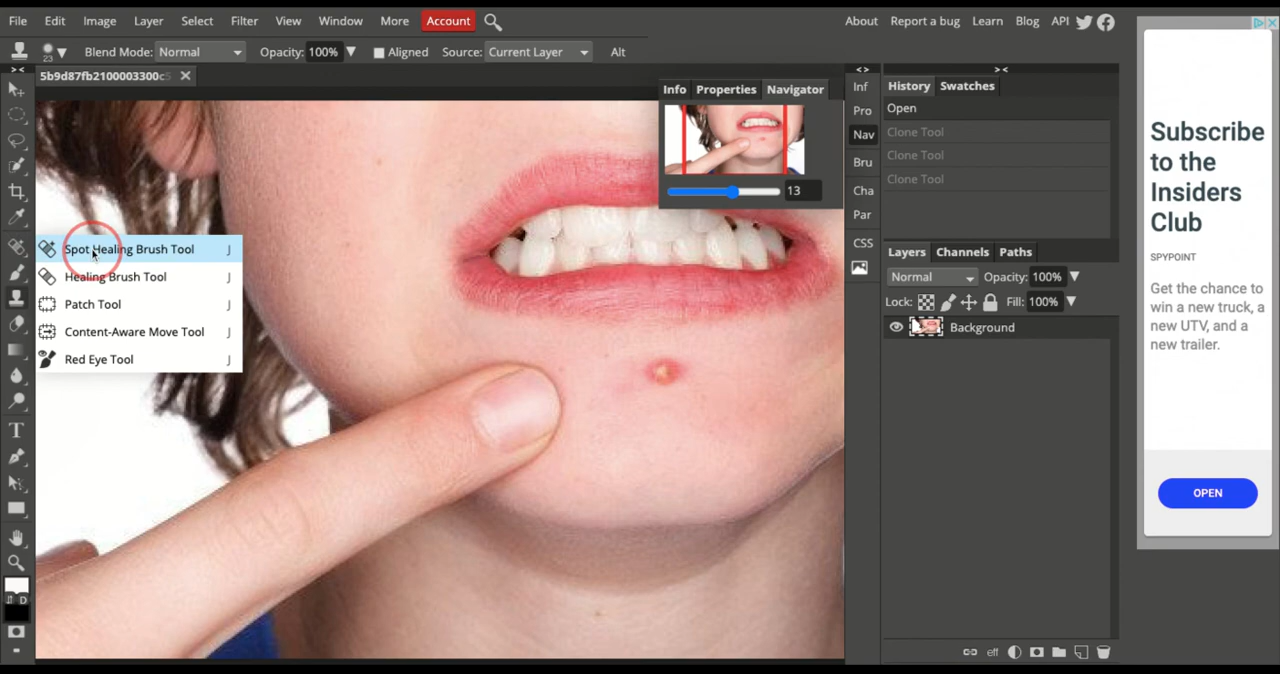 File Edit Image Layer Select Filter View Window More Account
About Report a bug Learn Blog API
23 Blend Mode: Normal Opacity: 100% Aligned Source: Current Layer Alt
5b9d87fb2100003300c
Info Properties Navigator
13
Inf
Pro
Nav
Bru
Cha
Par
CSS
History Swatches
Open
Clone Tool
Clone Tool
Clone Tool
Layers Channels Paths
Normal Opacity: 100%
Lock: Fill: 100%
Background
eff
Spot Healing Brush Tool J
Healing Brush Tool J
Patch Tool J
Content-Aware Move Tool J
Red Eye Tool J
T
D
Subscribe
to the
Insiders
Club
SPYPOINT
Get the chance to
win a new truck, a
new UTV, and a
new trailer.
OPEN